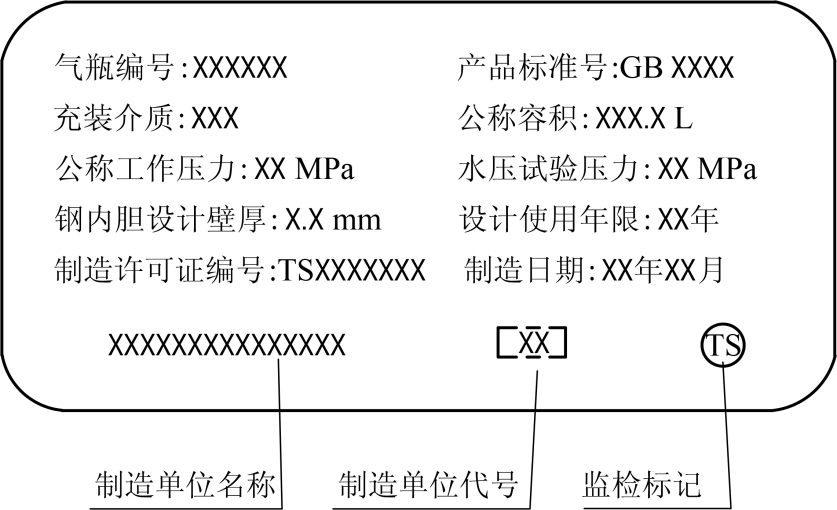 气瓶编号:XXXXXX 产品标准号:GB XXXX
充装介质:XXX 公称容积:XXX.X L
公称工作压力:XX MPa 水压试验压力:XX MPa
钢内胆设计壁厚:X.X mm 设计使用年限:XX年
制造许可证编号:TSXXXXXXX 制造日期:XX年XX月
XXXXXXXXXXXXXXX XX TS
制造单位名称 制造单位代号 监检标记